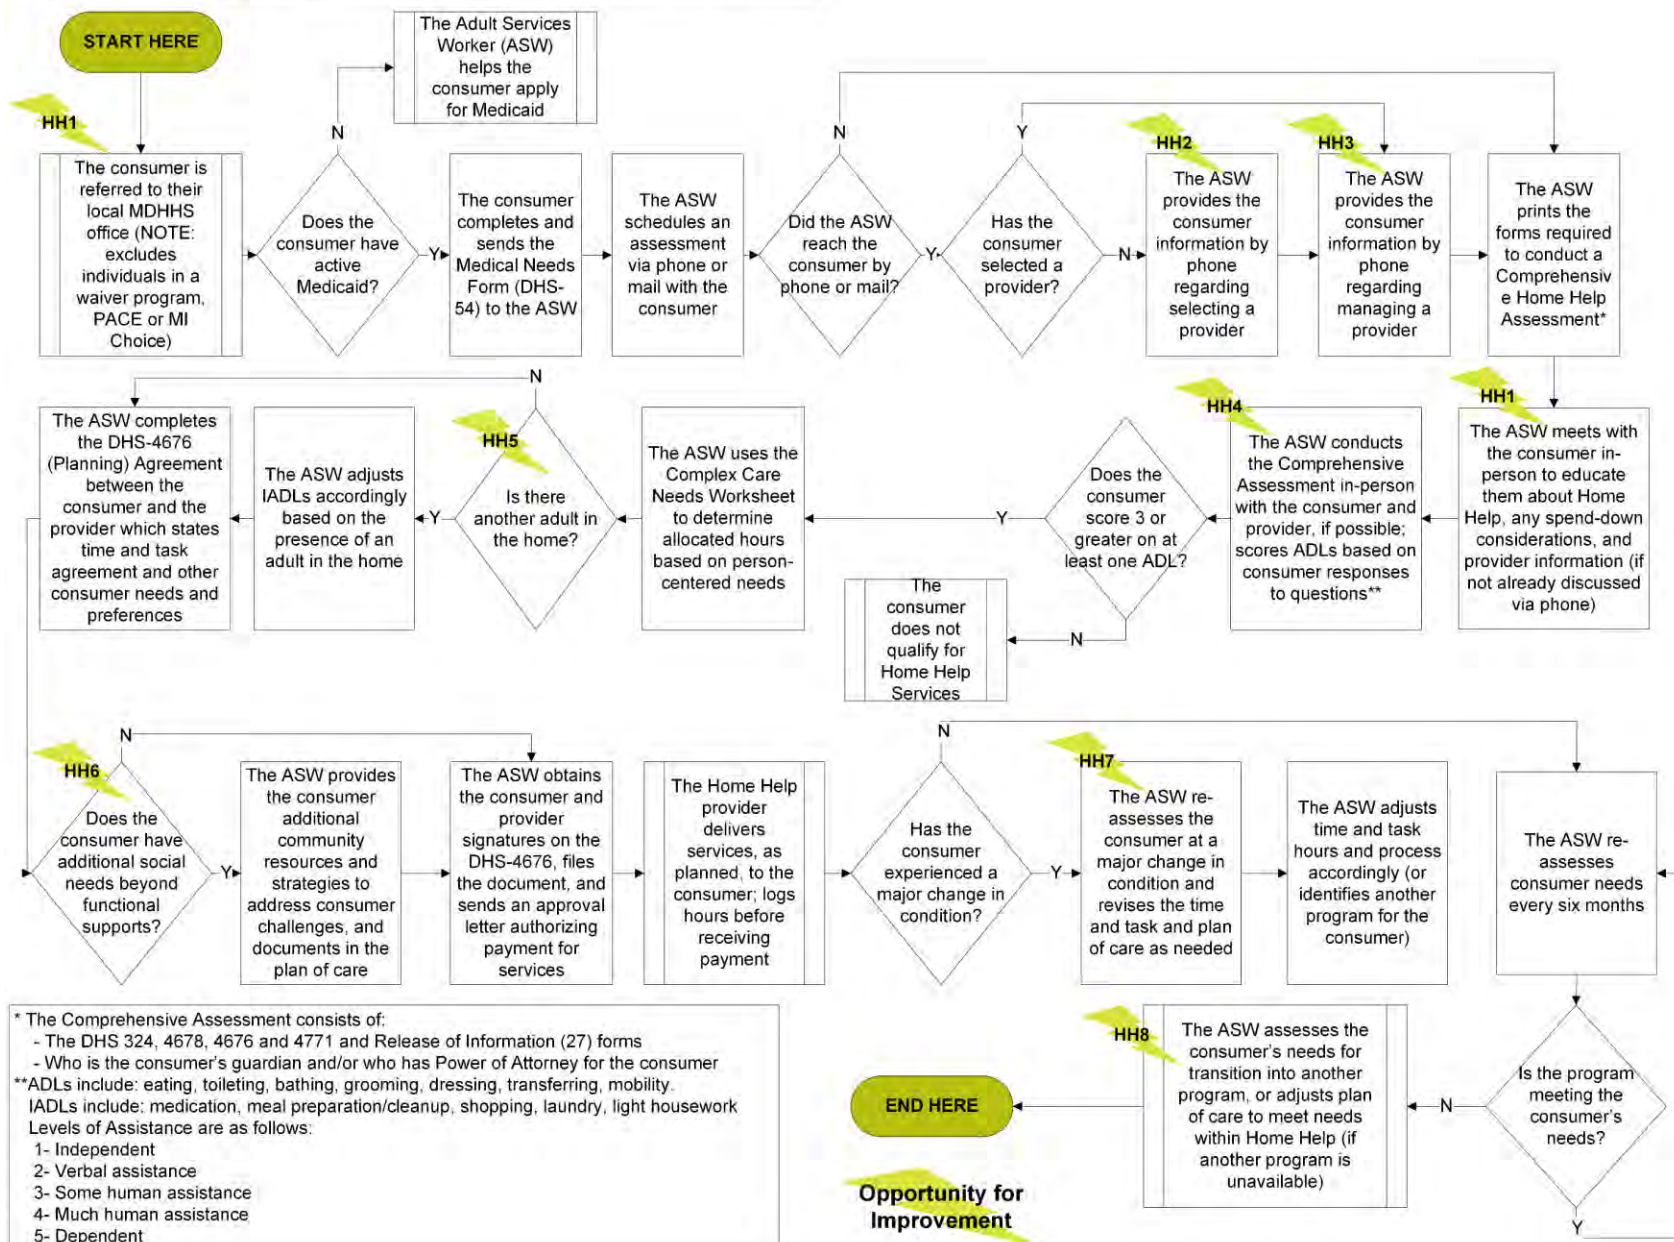 START HERE
HH1
The consumer is
referred to their
local MDHHS
office (NOTE:
excludes
individuals in a
waiver program,
PACE or MI
Choice)
Does the
consumer have
active
Medicaid?
N
The Adult Services
Worker (ASW)
helps the
consumer apply
for Medicaid
Y
The consumer
completes and
sends the
Medical Needs
Form (DHS-
54) to the ASW
The ASW
schedules an
assessment
via phone or
mail with the
consumer
Did the ASW
reach the
consumer by
phone or mail?
N
Y
Has the
consumer
selected a
provider?
Y
N
HH2
The ASW
provides the
consumer
information by
phone
regarding
selecting a
provider
HH3
The ASW
provides the
consumer
information by
phone
regarding
managing a
provider
The ASW
prints the
forms required
to conduct a
Comprehensiv
e Home Help
Assessment*
HH1
The ASW meets with
the consumer in-
person to educate
them about Home
Help, any spend-down
considerations, and
provider information (if
not already discussed
via phone)
HH4
The ASW conducts
the Comprehensive
Assessment in-person
with the consumer and
provider, if possible;
scores ADLs based on
consumer responses
to questions**
Does the
consumer
score 3 or
greater on at
least one ADL?
Y
N
The
consumer
does not
qualify for
Home Help
Services
The ASW uses the
Complex Care
Needs Worksheet
to determine
allocated hours
based on person-
centered needs
HH5
Is there
another adult in
the home?
N
Y
The ASW adjusts
IADLs accordingly
based on the
presence of an
adult in the home
The ASW completes
the DHS-4676
(Planning) Agreement
between the
consumer and the
provider which states
time and task
agreement and other
consumer needs and
preferences
HH6
Does the
consumer have
additional social
needs beyond
functional
supports?
N
Y
The ASW provides
the consumer
additional
community
resources and
strategies to
address consumer
challenges, and
documents in the
plan of care
The ASW obtains
the consumer and
provider
signatures on the
DHS-4676, files
the document, and
sends an approval
letter authorizing
payment for
services
The Home Help
provider
delivers
services, as
planned, to the
consumer; logs
hours before
receiving
payment
Has the
consumer
experienced a
major change in
condition?
N
Y
HH7
The ASW re-
assesses the
consumer at a
major change in
condition and
revises the time
and task and plan
of care as needed
The ASW adjusts
time and task
hours and process
accordingly (or
identifies another
program for the
consumer)
The ASW re-
assesses
consumer needs
every six months
Is the program
meeting the
consumer's
needs?
N
Y
HH8
The ASW assesses the
consumer's needs for
transition into another
program, or adjusts plan
of care to meet needs
within Home Help (if
another program is
unavailable)
END HERE
Opportunity for
Improvement
* The Comprehensive Assessment consists of:
- The DHS 324, 4678, 4676 and 4771 and Release of Information (27) forms
- Who is the consumer's guardian and/or who has Power of Attorney for the consumer
**ADLs include: eating, toileting, bathing, grooming, dressing, transferring, mobility.
IADLs include: medication, meal preparation/cleanup, shopping, laundry, light housework
Levels of Assistance are as follows:
1- Independent
2- Verbal assistance
3- Some human assistance
4- Much human assistance
5- Dependent